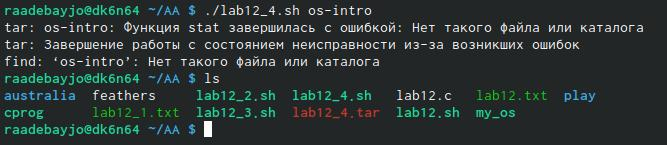 raadebayjo@dk6n64 ~/AA $ ./lab12_4.sh os-intro
tar: os-intro: Функция stat завершилась с ошибкой: Нет такого файла или каталога
tar: Завершение работы с состоянием неисправности из-за возникших ошибок
find: ‘os-intro’: Нет такого файла или каталога
raadebayjo@dk6n64 ~/AA $ ls
australia feathers lab12_2.sh lab12_4.sh lab12.c lab12.txt play
cprog lab12_1.txt lab12_3.sh lab12_4.tar lab12.sh my_os
raadebayjo@dk6n64 ~/AA $